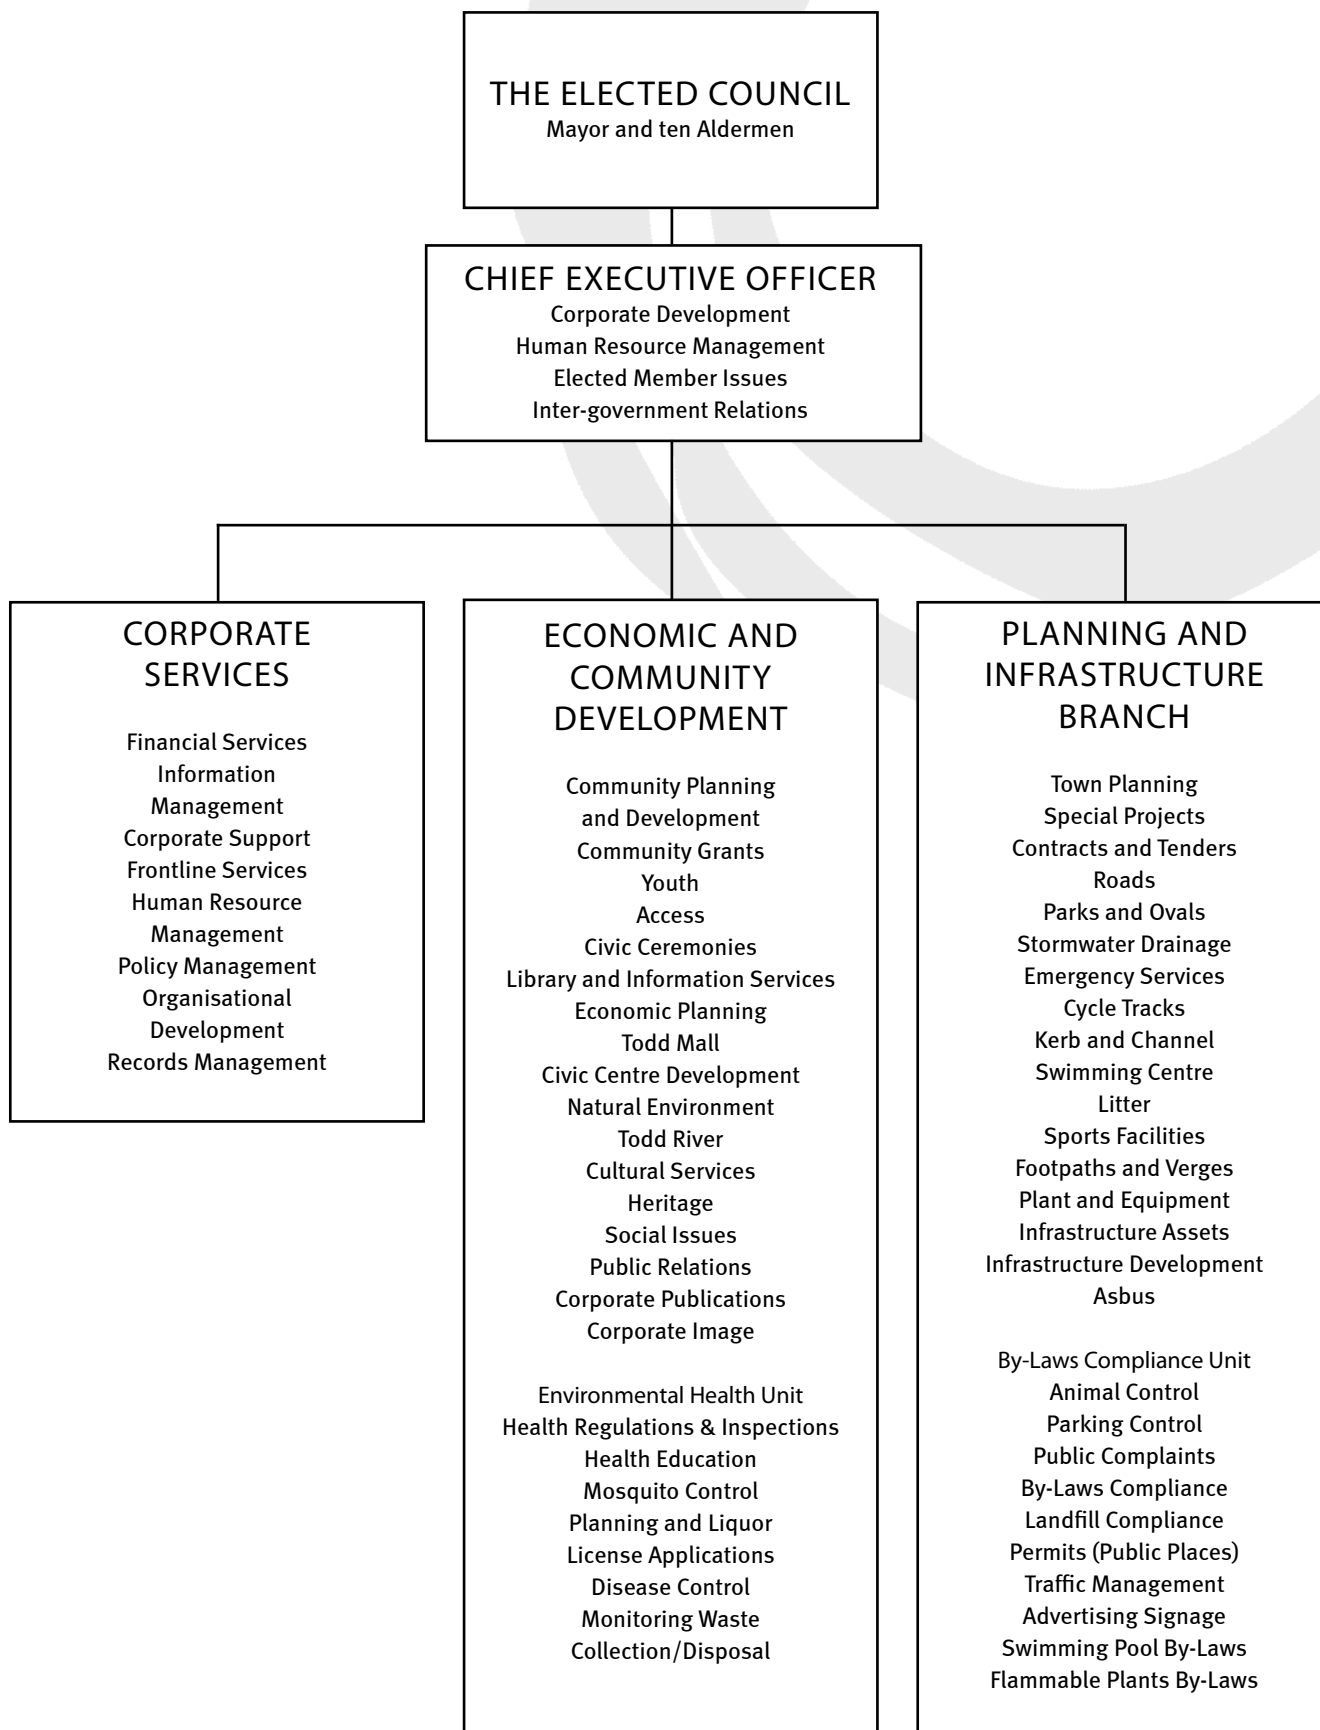 THE ELECTED COUNCIL
Mayor and ten Aldermen
CHIEF EXECUTIVE OFFICER
Corporate Development
Human Resource Management
Elected Member Issues
Inter-government Relations
CORPORATE
SERVICES
Financial Services
Information
Management
Corporate Support
Frontline Services
Human Resource
Management
Policy Management
Organisational
Development
Records Management
ECONOMIC AND
COMMUNITY
DEVELOPMENT
Community Planning
and Development
Community Grants
Youth
Access
Civic Ceremonies
Library and Information Services
Economic Planning
Todd Mall
Civic Centre Development
Natural Environment
Todd River
Cultural Services
Heritage
Social Issues
Public Relations
Corporate Publications
Corporate Image
Environmental Health Unit
Health Regulations & Inspections
Health Education
Mosquito Control
Planning and Liquor
License Applications
Disease Control
Monitoring Waste
Collection/Disposal
PLANNING AND
INFRASTRUCTURE
BRANCH
Town Planning
Special Projects
Contracts and Tenders
Roads
Parks and Ovals
Stormwater Drainage
Emergency Services
Cycle Tracks
Kerb and Channel
Swimming Centre
Litter
Sports Facilities
Footpaths and Verges
Plant and Equipment
Infrastructure Assets
Infrastructure Development
Asbus
By-Laws Compliance Unit
Animal Control
Parking Control
Public Complaints
By-Laws Compliance
Landfill Compliance
Permits (Public Places)
Traffic Management
Advertising Signage
Swimming Pool By-Laws
Flammable Plants By-Laws